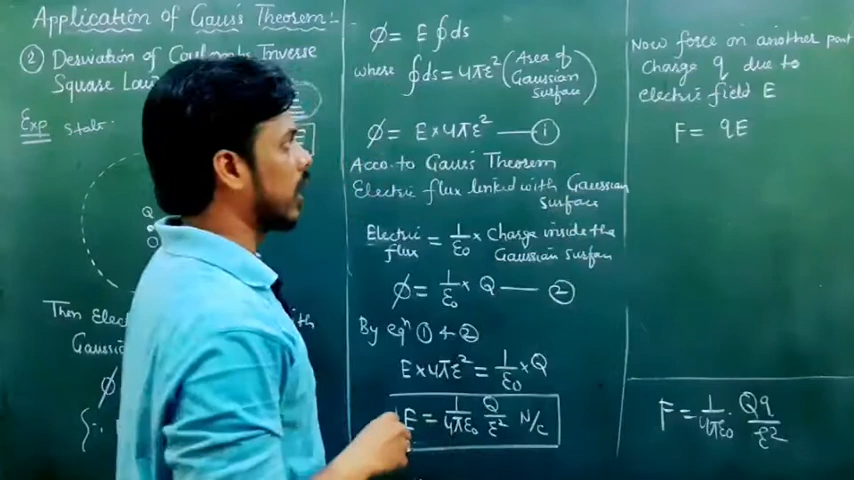 Application of Gauss' Theorem:-
② Derivation of Coulomb's Inverse
Square Law
Exp
Then Electric
Gaussian
ϕ =
ϕ = E ∮ds
where ∮ds = 4πr² (Area of Gaussian Surface)
ϕ = E × 4πr² — ①
Acco. to Gauss' Theorem
Electric flux linked with Gaussian
Surface
Electric flux = 1/ε₀ × Charge inside the Gaussian Surface
ϕ = 1/ε₀ × Q — ②
By eqⁿ ① & ②
E × 4πr² = 1/ε₀ × Q
E = 1/4πε₀ Q/r² N/C
Now force on another point
Charge q due to
electric field E
F = qE
F = 1/4πε₀ · Qq/r²